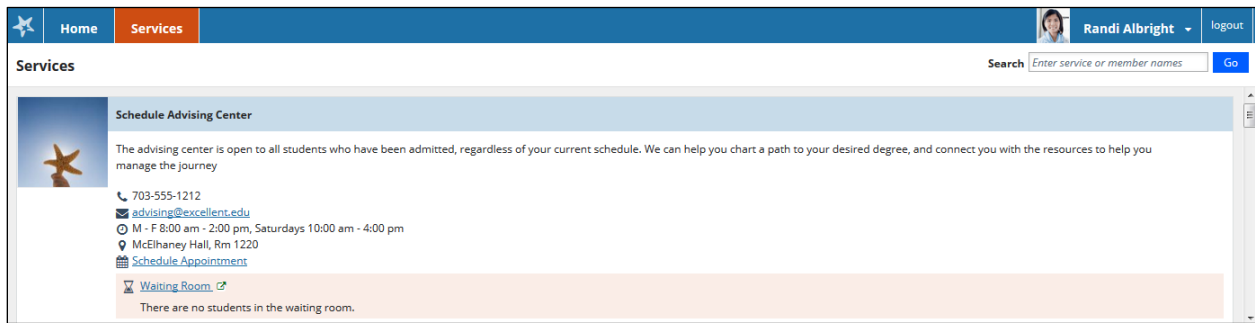 Home Services Randi Albright logout
Services Search Enter service or member names Go
Schedule Advising Center
The advising center is open to all students who have been admitted, regardless of your current schedule. We can help you chart a path to your desired degree, and connect you with the resources to help you
manage the journey
703-555-1212
advising@excellent.edu
M - F 8:00 am - 2:00 pm, Saturdays 10:00 am - 4:00 pm
McElhaney Hall, Rm 1220
Schedule Appointment
Waiting Room
There are no students in the waiting room.